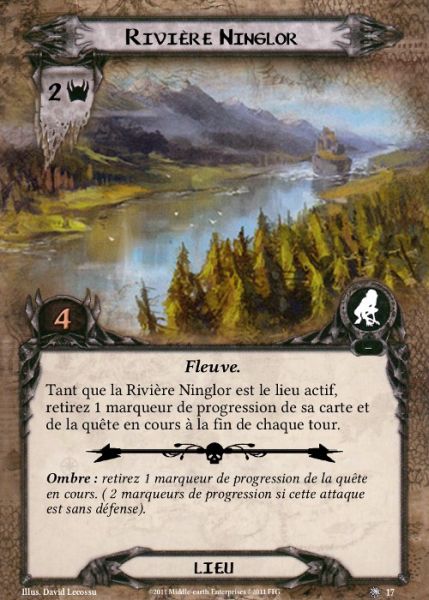 Rivière Ninglor
2
4
Fleuve.
Tant que la Rivière Ninglor est le lieu actif,
retirez 1 marqueur de progression de sa carte et
de la quête en cours à la fin de chaque tour.
Ombre : retirez 1 marqueur de progression de la quête
en cours. ( 2 marqueurs de progression si cette attaque
est sans défense).
LIEU
Illus. David Lecossu
©2011 Middle-earth Enterprises ©2011 FFG
17